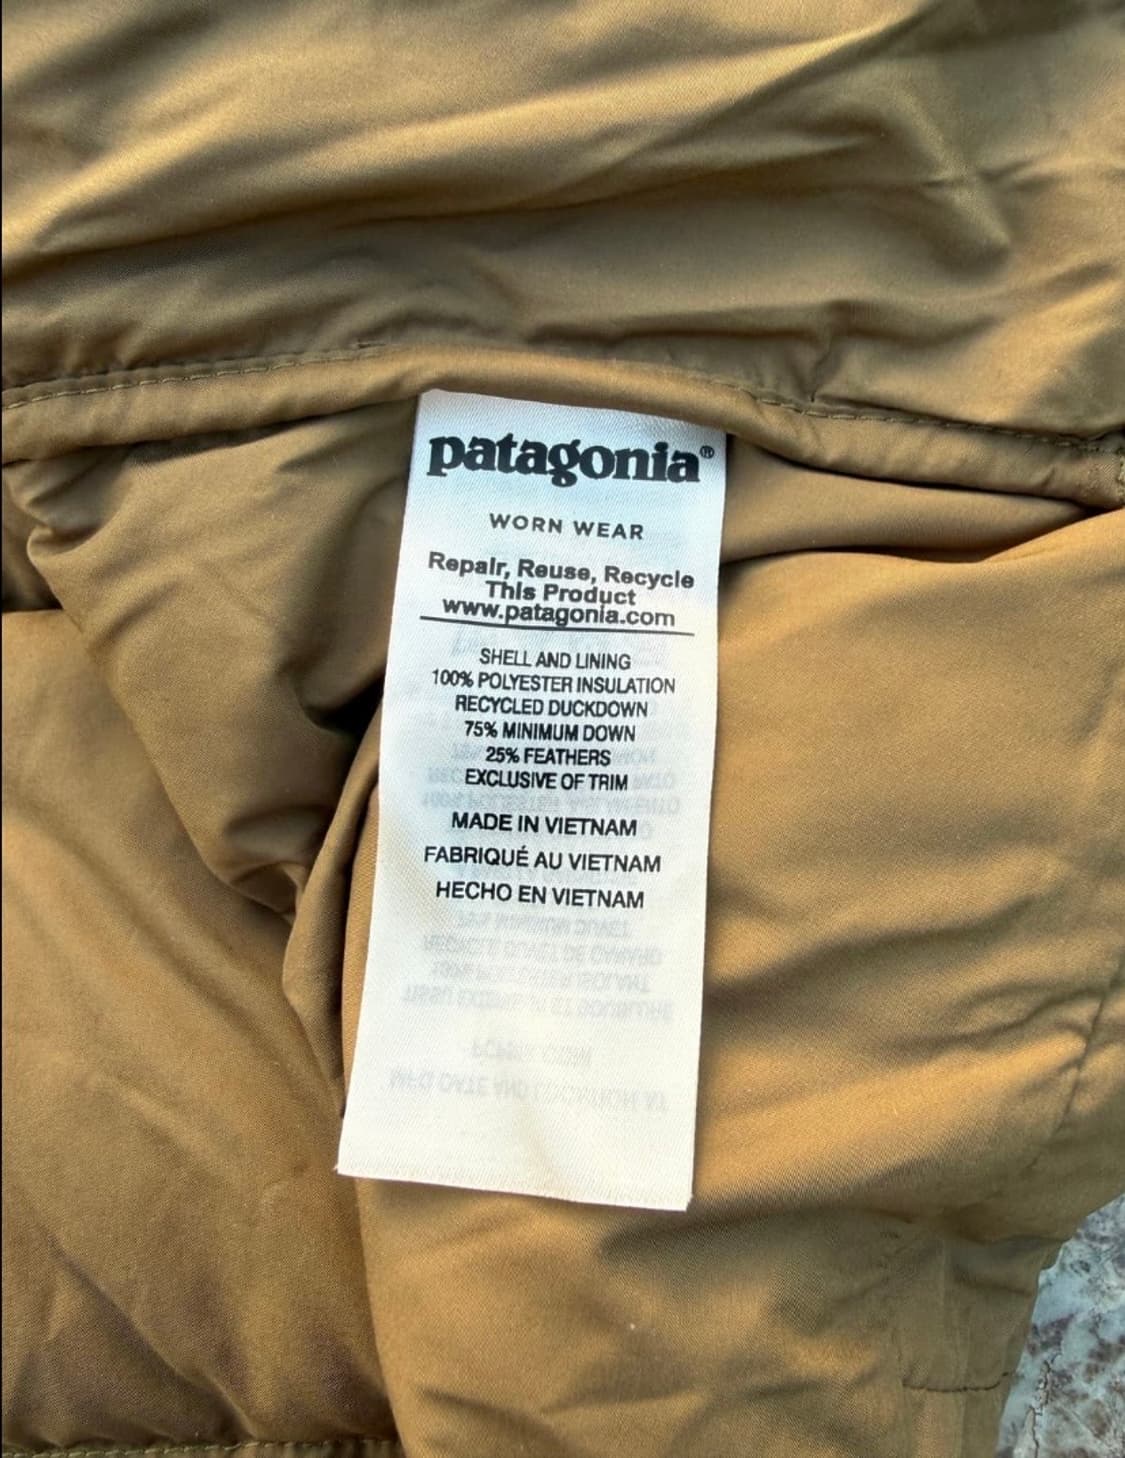 patagonia®
WORN WEAR
Repair, Reuse, Recycle
This Product
www.patagonia.com
SHELL AND LINING
100% POLYESTER INSULATION
RECYCLED DUCKDOWN
75% MINIMUM DOWN
25% FEATHERS
EXCLUSIVE OF TRIM
MADE IN VIETNAM
FABRIQUÉ AU VIETNAM
HECHO EN VIETNAM